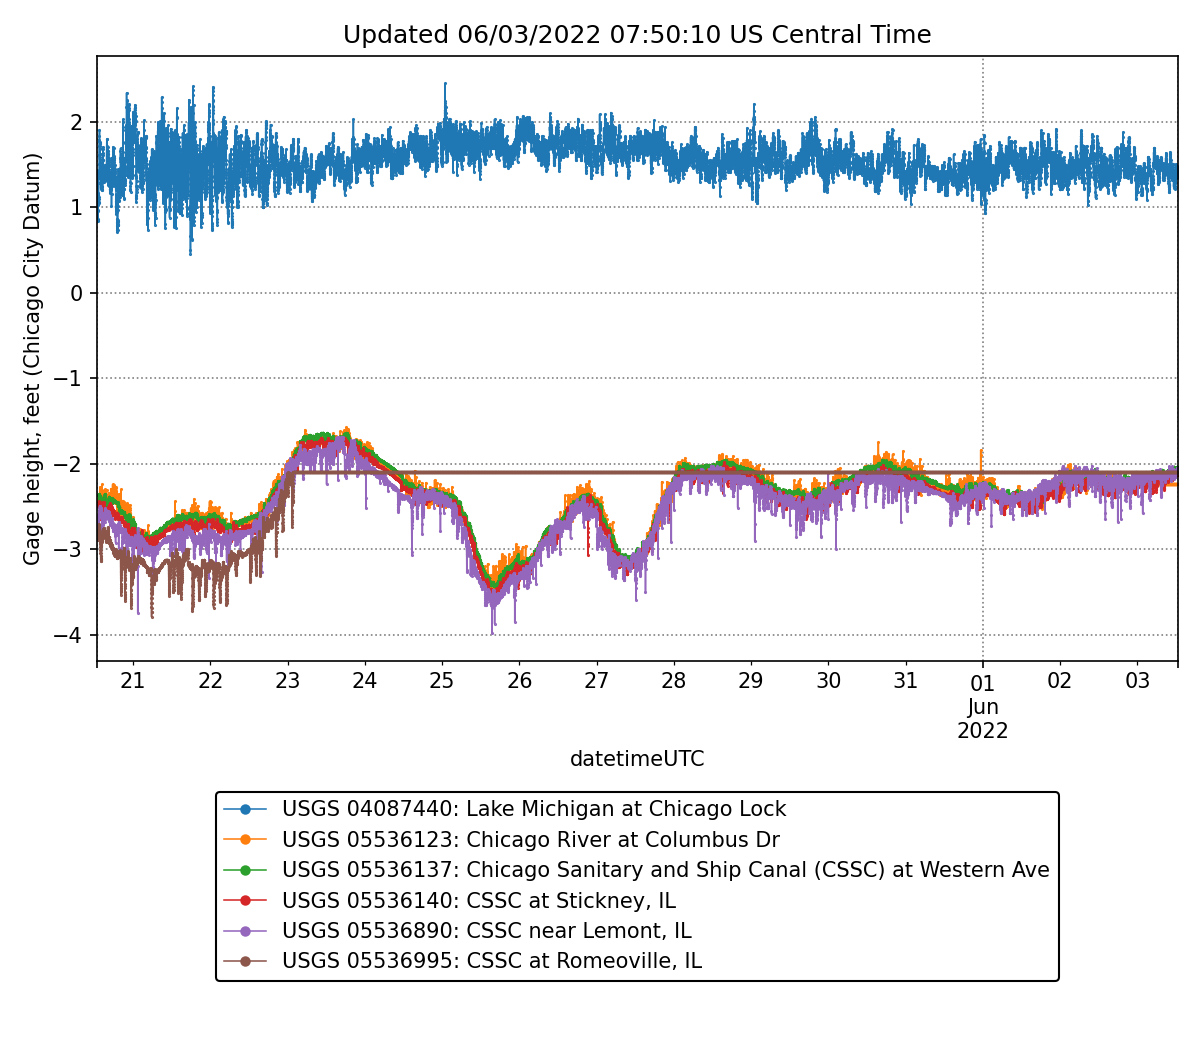 Updated 06/03/2022 07:50:10 US Central Time
Gage height, feet (Chicago City Datum)
2
1
0
−1
−2
−3
−4
21 22 23 24 25 26 27 28 29 30 31 01 02 03
Jun
2022
datetimeUTC
USGS 04087440: Lake Michigan at Chicago Lock
USGS 05536123: Chicago River at Columbus Dr
USGS 05536137: Chicago Sanitary and Ship Canal (CSSC) at Western Ave
USGS 05536140: CSSC at Stickney, IL
USGS 05536890: CSSC near Lemont, IL
USGS 05536995: CSSC at Romeoville, IL